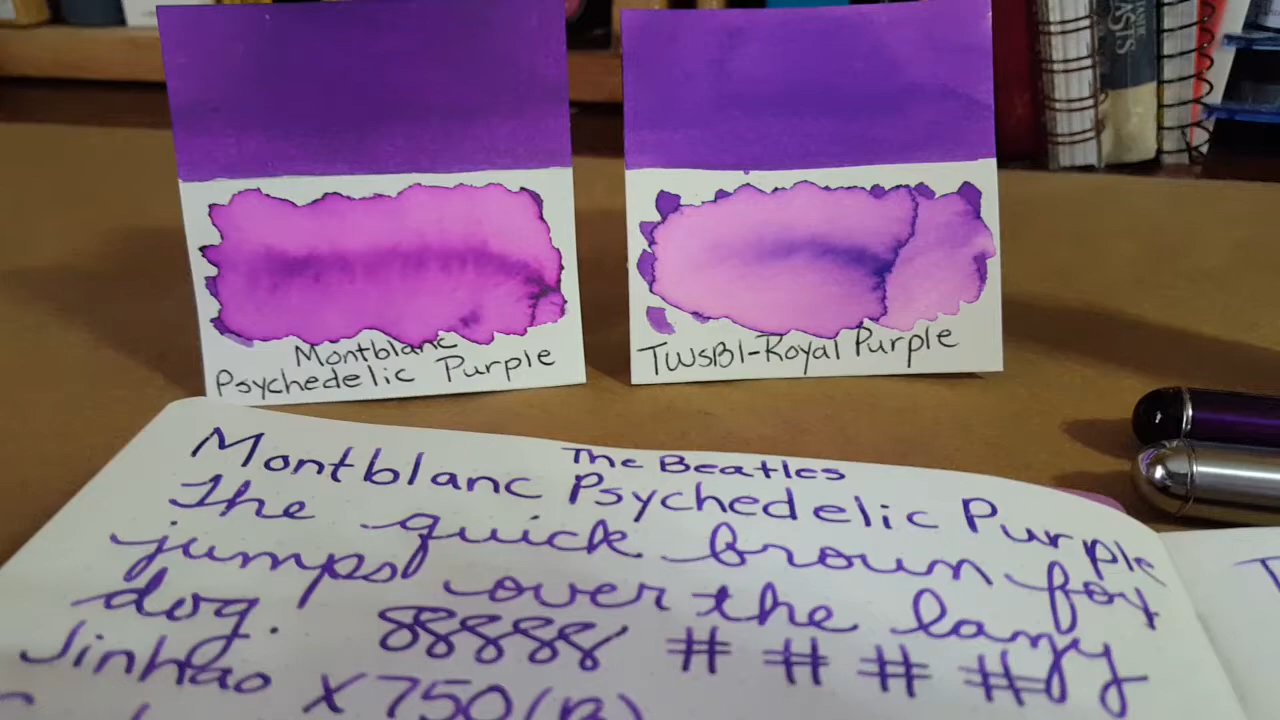 ASTS
Montblanc
Psychedelic Purple
TWSBI-Royal Purple
The Beatles
Montblanc Psychedelic Purple
The quick brown fox
jumps over the lazy
dog. 88888 # # # #
Jinhao X750(B)